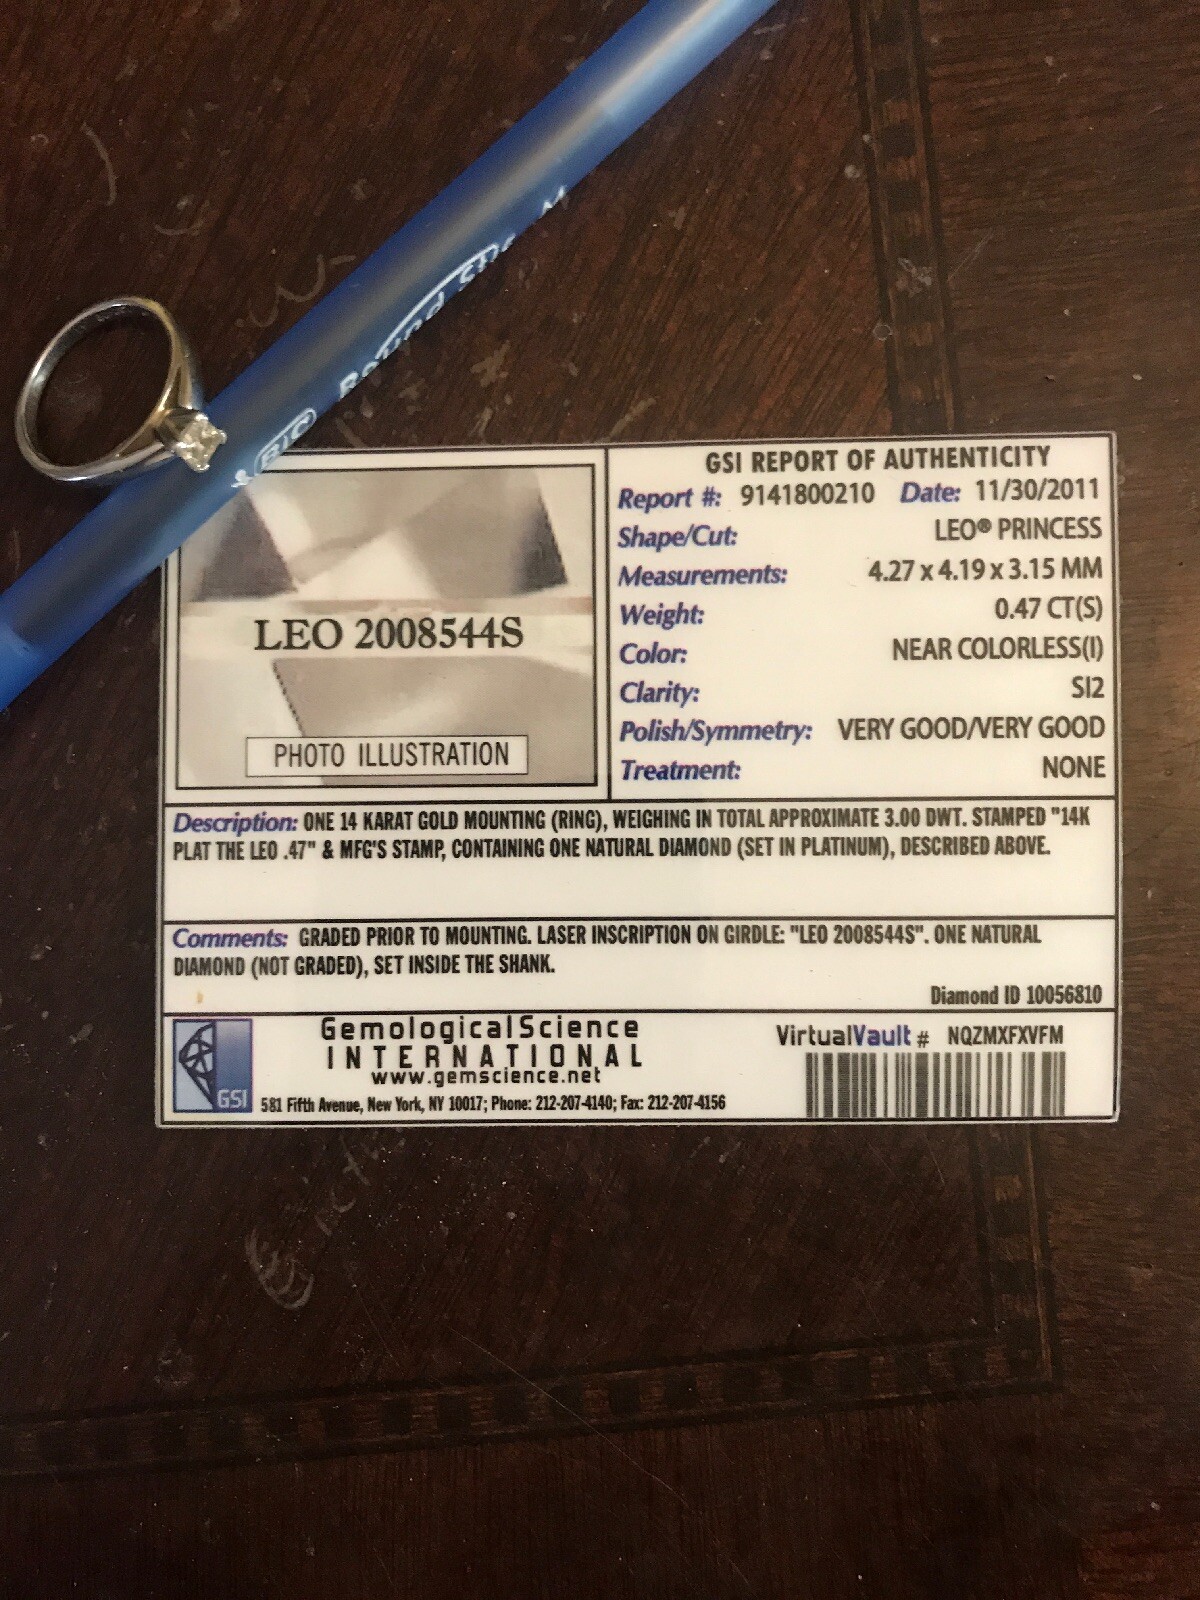 BIC Round Stic M
GSI REPORT OF AUTHENTICITY
Report #: 9141800210 Date: 11/30/2011
Shape/Cut: LEO® PRINCESS
Measurements: 4.27 x 4.19 x 3.15 MM
Weight: 0.47 CT(S)
Color: NEAR COLORLESS(I)
Clarity: SI2
Polish/Symmetry: VERY GOOD/VERY GOOD
Treatment: NONE
LEO 2008544S
PHOTO ILLUSTRATION
Description: ONE 14 KARAT GOLD MOUNTING (RING), WEIGHING IN TOTAL APPROXIMATE 3.00 DWT. STAMPED "14K
PLAT THE LEO .47" & MFG'S STAMP, CONTAINING ONE NATURAL DIAMOND (SET IN PLATINUM), DESCRIBED ABOVE.
Comments: GRADED PRIOR TO MOUNTING. LASER INSCRIPTION ON GIRDLE: "LEO 2008544S". ONE NATURAL
DIAMOND (NOT GRADED), SET INSIDE THE SHANK.
Diamond ID 10056810
GSI
GemologicalScience
INTERNATIONAL
www.gemscience.net
581 Fifth Avenue, New York, NY 10017; Phone: 212-207-4140; Fax: 212-207-4156
VirtualVault # NQZMXFXVFM